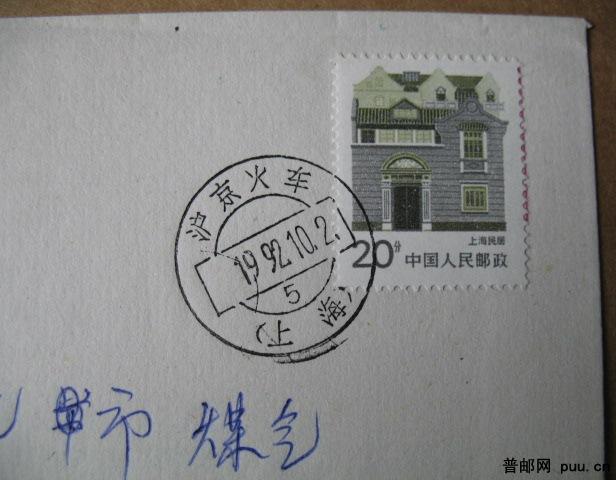 上海民居
20分 中国人民邮政
沪京火车
1992.10.2.
5
海
市 煤气
普邮网 puu.cn